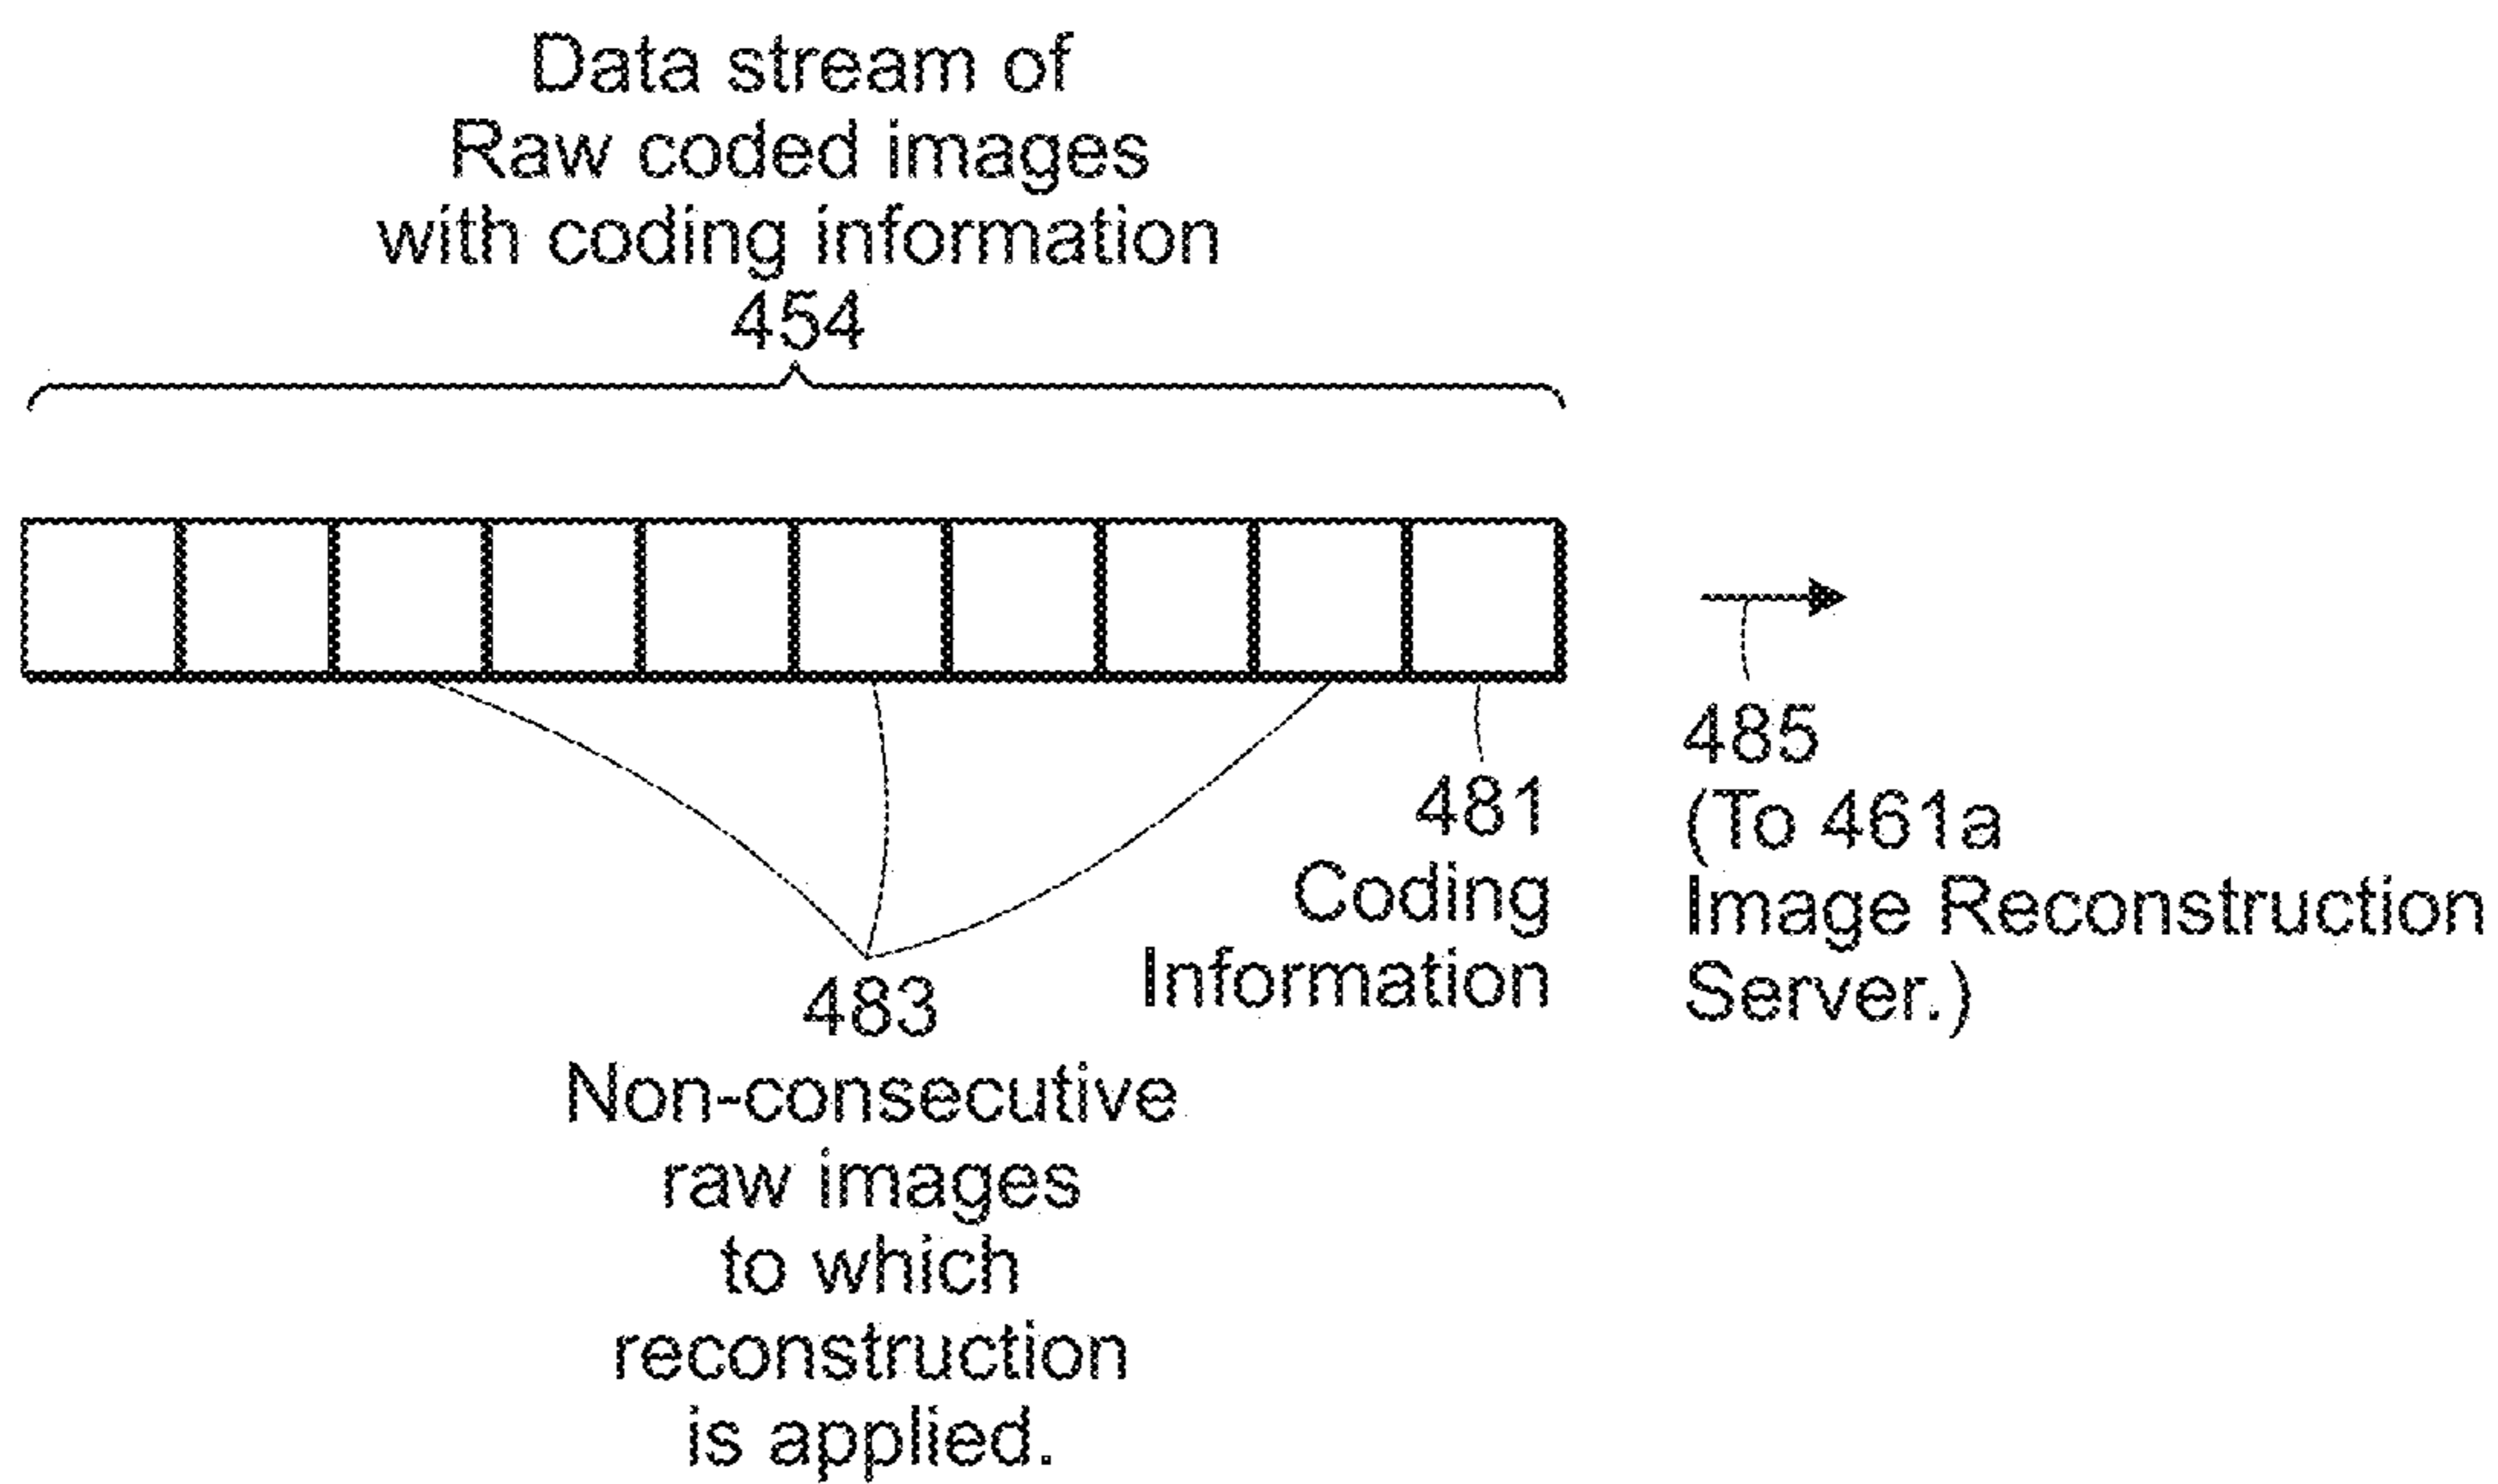 Data stream of
Raw coded images
with coding information
454
485
(To 461a
Image Reconstruction
Server.)
481
Coding
Information
483
Non-consecutive
raw images
to which
reconstruction
is applied.